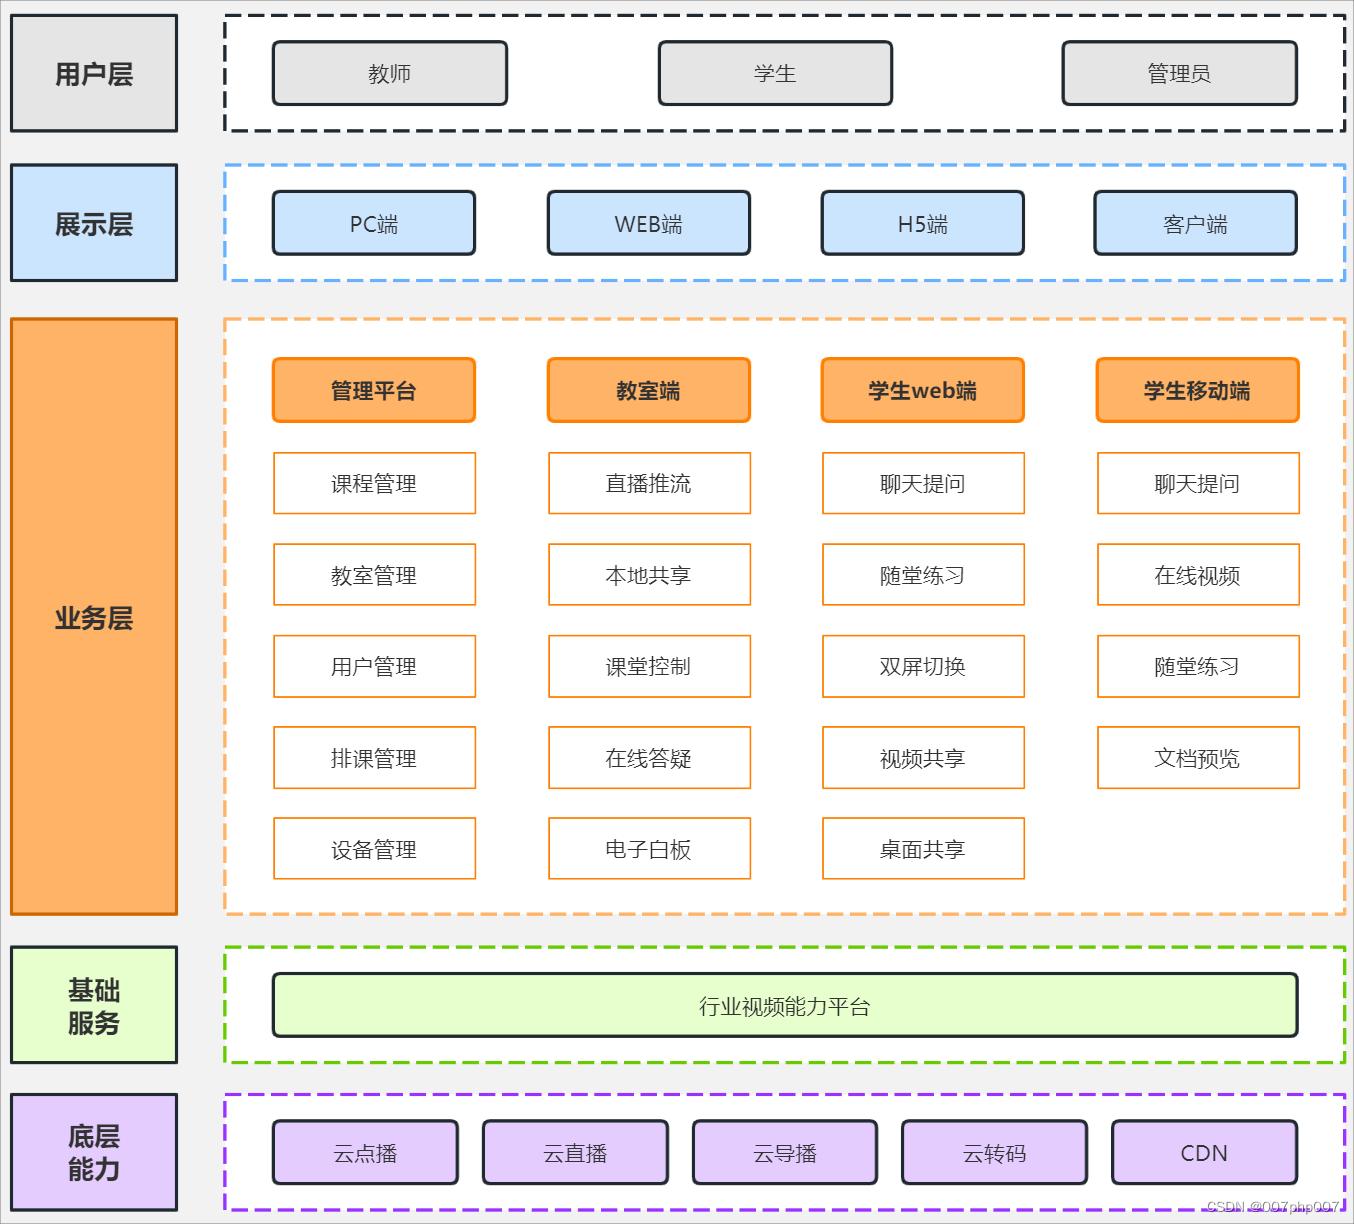 用户层
教师
学生
管理员
展示层
PC端
WEB端
H5端
客户端
业务层
管理平台
教室端
学生web端
学生移动端
课程管理
直播推流
聊天提问
聊天提问
教室管理
本地共享
随堂练习
在线视频
用户管理
课堂控制
双屏切换
随堂练习
排课管理
在线答疑
视频共享
文档预览
设备管理
电子白板
桌面共享
基础
服务
行业视频能力平台
底层
能力
云点播
云直播
云导播
云转码
CDN
CSDN @007php007